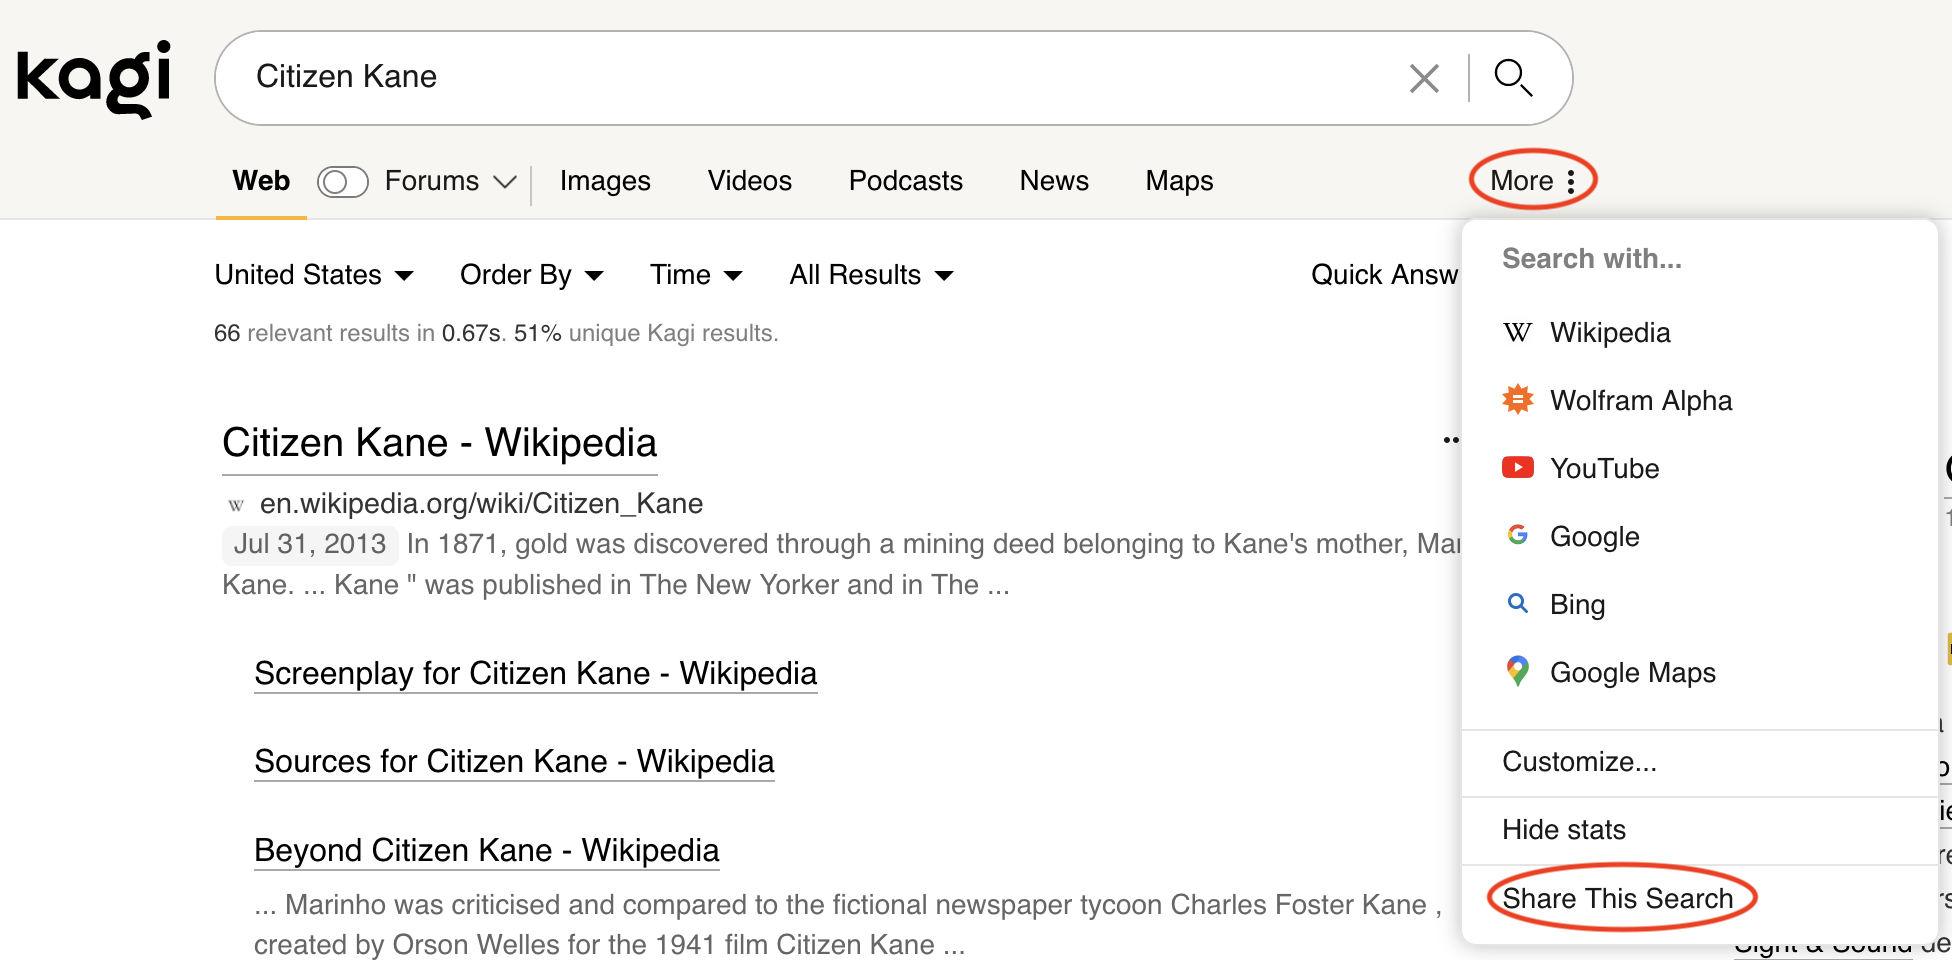 kagi
Citizen Kane
Web Forums Images Videos Podcasts News Maps More
United States Order By Time All Results Quick Answ
66 relevant results in 0.67s. 51% unique Kagi results.
Citizen Kane - Wikipedia
W en.wikipedia.org/wiki/Citizen_Kane
Jul 31, 2013 In 1871, gold was discovered through a mining deed belonging to Kane's mother, Mar
Kane. ... Kane " was published in The New Yorker and in The ...
Screenplay for Citizen Kane - Wikipedia
Sources for Citizen Kane - Wikipedia
Beyond Citizen Kane - Wikipedia
... Marinho was criticised and compared to the fictional newspaper tycoon Charles Foster Kane ,
created by Orson Welles for the 1941 film Citizen Kane ...
Search with...
W Wikipedia
Wolfram Alpha
YouTube
G Google
Bing
Google Maps
Customize...
Hide stats
Share This Search
Sight & Sound de